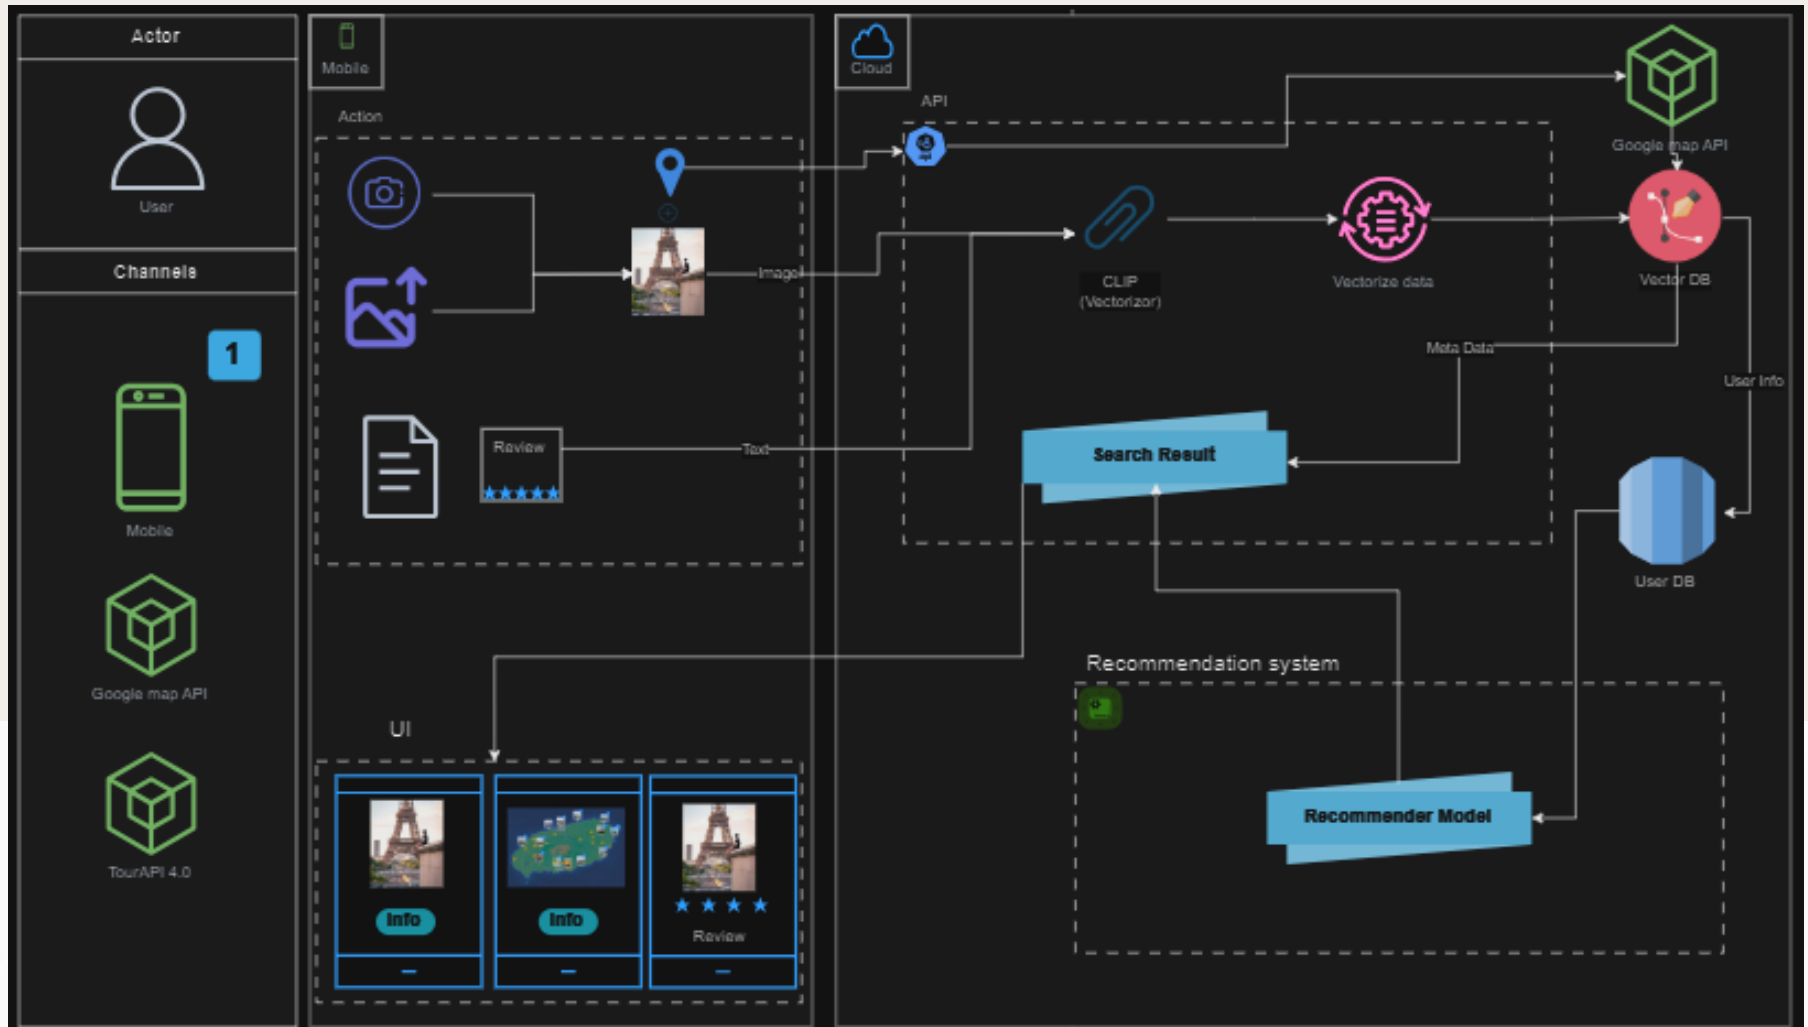 Actor
User
Channels
1
Mobile
Google map API
TourAPI 4.0
Mobile
Action
Image
Review
Text
UI
Info
Info
Review
Cloud
API
Google map API
CLIP
(Vectorizor)
Vectorize data
Vector DB
Meta Data
User Info
Search Result
User DB
Recommendation system
Recommender Model